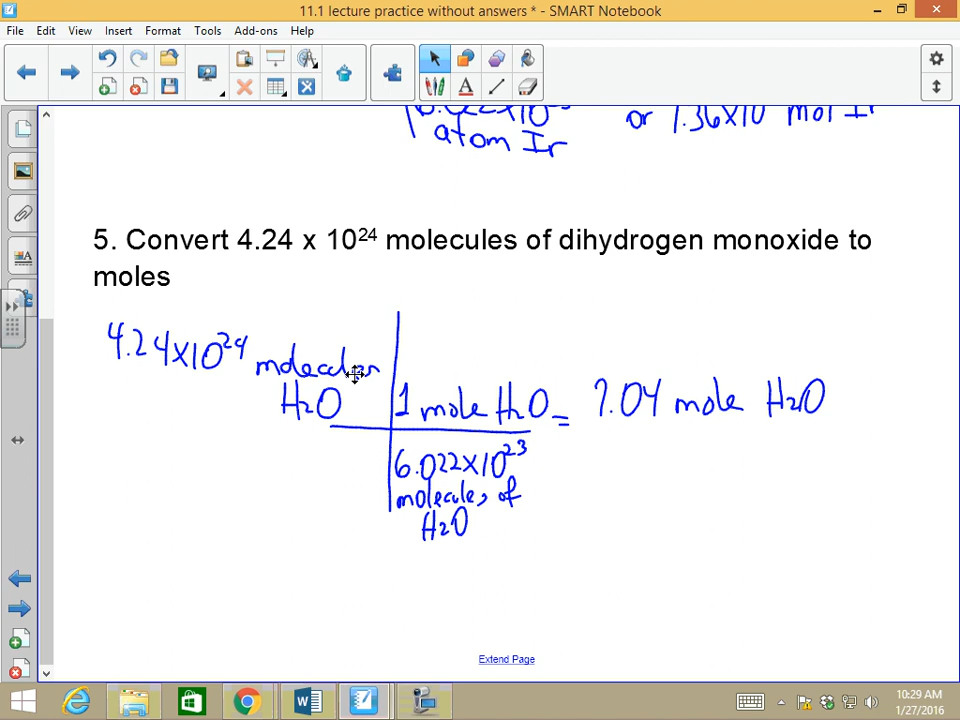 11.1 lecture practice without answers * - SMART Notebook
File Edit View Insert Format Tools Add-ons Help
atom Ir
or 1.36x10 mol Ir
5. Convert 4.24 x 10²⁴ molecules of dihydrogen monoxide to
moles
4.24x10²⁴ molecules
H₂O
1 mole H₂O = 7.04 mole H₂O
6.022x10²³
molecules of
H₂O
Extend Page
10:29 AM
1/27/2016